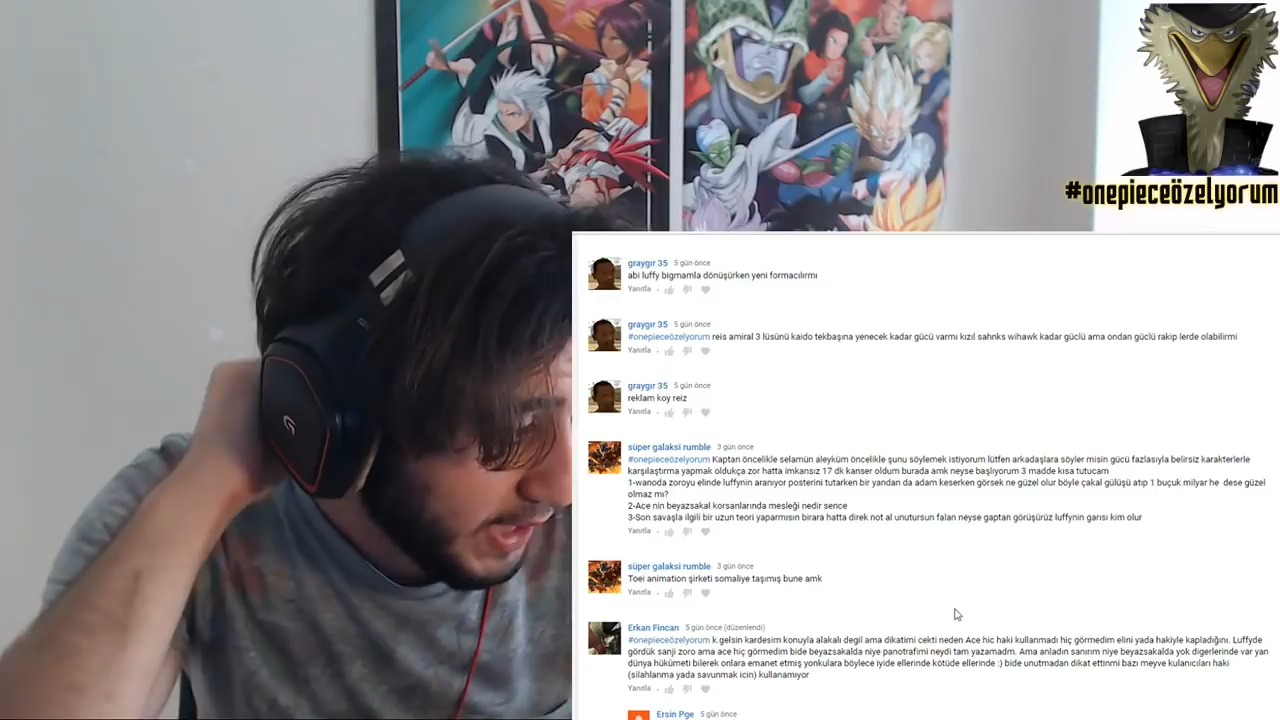 #onepieceözelyorum
graygır 35 5 gün önce
abi luffy bigmamla dönüşürken yeni formacılırmı
Yanıtla
graygır 35 5 gün önce
#onepieceözelyorum reis amiral 3 lüsünü kaido tekbaşına yenecek kadar gücü varmı kızıl sahnks wihawk kadar güclü ama ondan güclü rakip lerde olabilirmi
Yanıtla
graygır 35 5 gün önce
reklam koy reiz
Yanıtla
süper galaksi rumble 3 gün önce
#onepieceözelyorum Kaptan öncelikle selamün aleyküm öncelikle şunu söylemek istiyorum lütfen arkadaşlara söyler misin gücü fazlasıyla belirsiz karakterlerle
karşılaştırma yapmak oldukça zor hatta imkansız 17 dk kanser oldum burada amk neyse başlıyorum 3 madde kısa tutucam
1-wanoda zoroyu elinde luffynin aranıyor posterini tutarken bir yandan da adam keserken görsek ne güzel olur böyle çakal gülüşü atıp 1 buçuk milyar he dese güzel
olmaz mı?
2-Ace nin beyazsakal korsanlarında mesleği nedir sence
3-Son savaşla ilgili bir uzun teori yaparmısın birara hatta direk not al unutursun falan neyse gaptan görüşürüz luffynin garısı kim olur
Yanıtla
süper galaksi rumble 3 gün önce
Toei animation şirketi somaliye taşımış bune amk
Yanıtla
Erkan Fincan 5 gün önce (düzenlendi)
#onepieceözelyorum k.gelsin kardesim konuyla alakalı degil ama dikatimi cekti neden Ace hic haki kullanmadı hiç görmedim elini yada hakiyle kapladığını. Luffyde
gördük sanji zoro ama ace hiç görmedim bide beyazsakalda niye panotrafimi neydi tam yazamadm. Ama anladın sanırım niye beyazsakalda yok digerlerinde var yan
dünya hükümeti bilerek onlara emanet etmiş yonkulara böylece iyide ellerinde kötüde ellerinde :) bide unutmadan dikat ettinmi bazı meyve kulanıcıları haki
(silahlanma yada savunmak icin) kullanamıyor
Yanıtla
Ersin Pge 5 gün önce